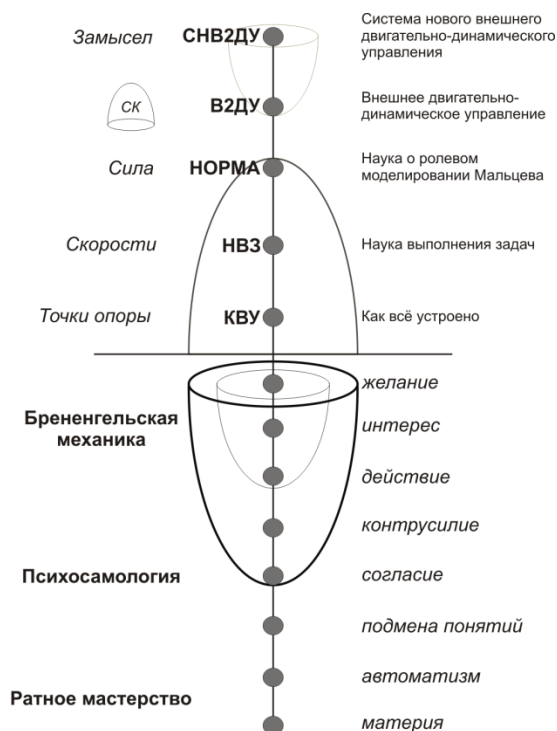 Замысел СНВ2ДУ Система нового внешнего
двигательно-динамического
управления
СК В2ДУ Внешнее двигательно-
динамическое управление
Сила НОРМА Наука о ролевом
моделировании Мальцева
Скорости НВЗ Наука выполнения задач
Точки опоры КВУ Как всё устроено
желание
Брененгельская
механика
интерес
действие
контрусилие
Психосамология согласие
подмена понятий
автоматизм
Ратное мастерство
материя